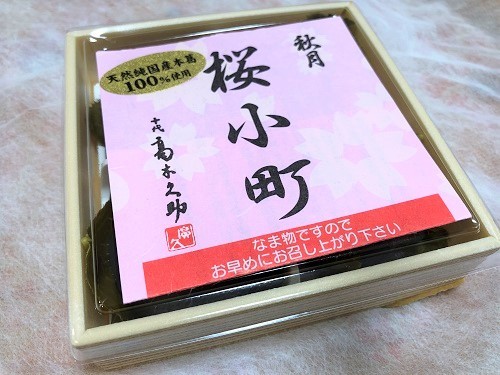 天然純国産本葛
100%使用
秋月
桜小町
十代
高木久助
なま物ですので
お早めにお召し上がり下さい